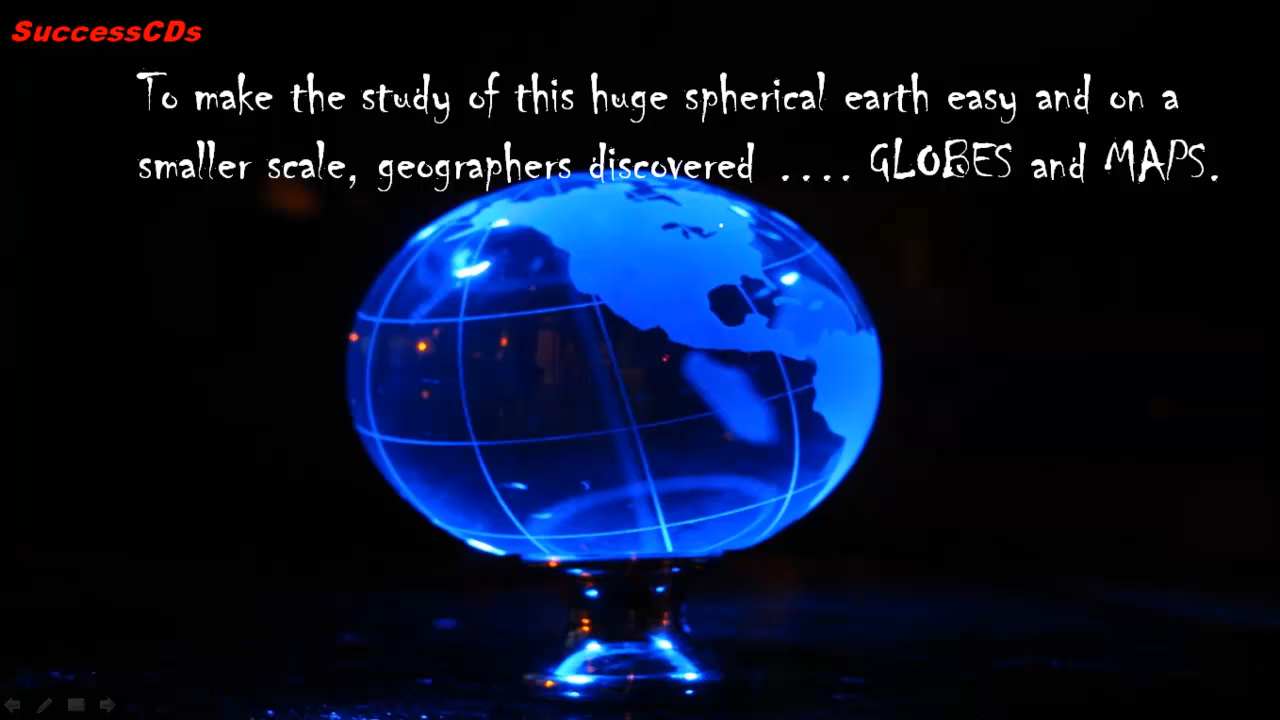 SuccessCDs
To make the study of this huge spherical earth easy and on a
smaller scale, geographers discovered .... GLOBES and MAPS.